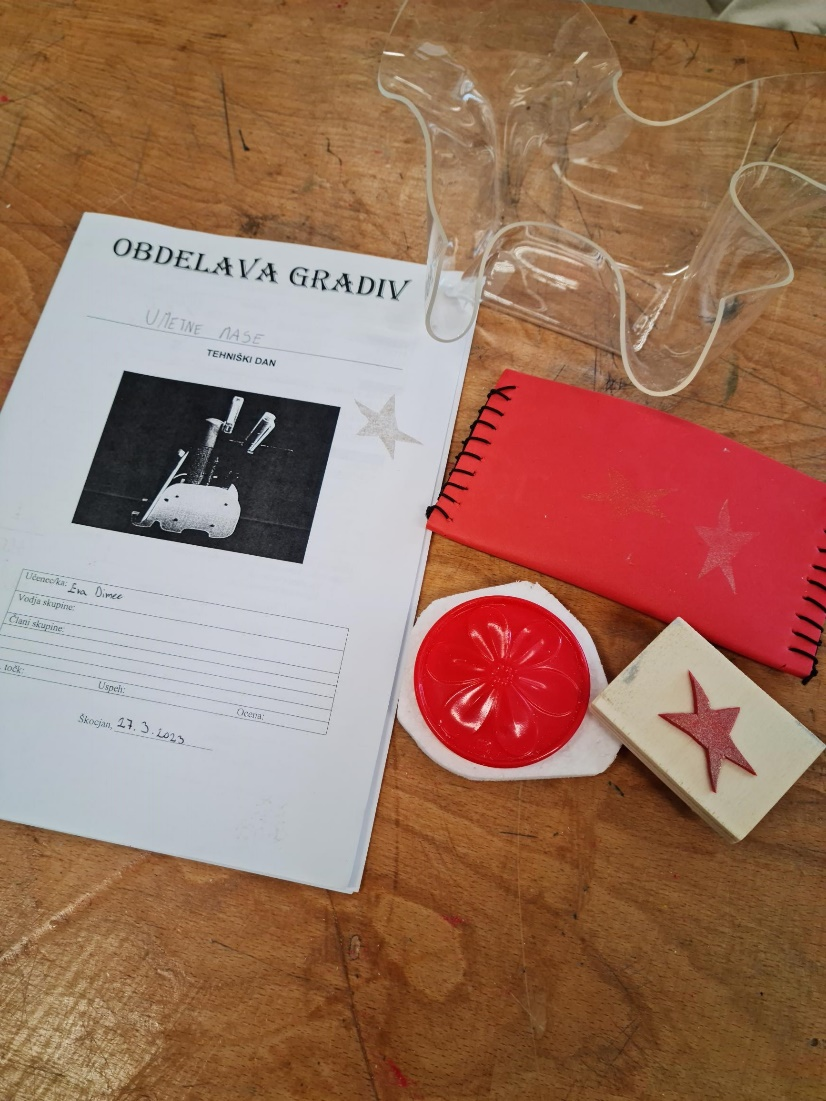 OBDELAVA GRADIV
UMETNE MASE
TEHNIŠKI DAN
Učenec/ka: Eva Dimec
Vodja skupine:
Člani skupine:
točk: Uspeh: Ocena:
Škocjan, 27. 3. 2023